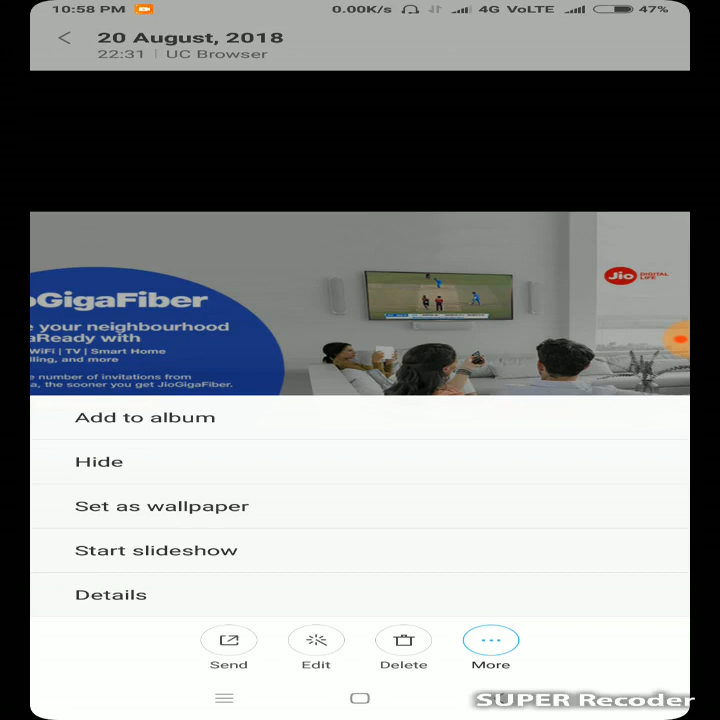 10:58 PM 0.00K/s 4G VoLTE 47%
20 August, 2018
22:31 | UC Browser
oGigaFiber
e your neighbourhood
aReady with
WiFi | TV | Smart Home
lling, and more
e number of invitations from
a, the sooner you get JioGigaFiber.
Jio DIGITAL
LIFE
Add to album
Hide
Set as wallpaper
Start slideshow
Details
Send Edit Delete More
SUPER Recoder